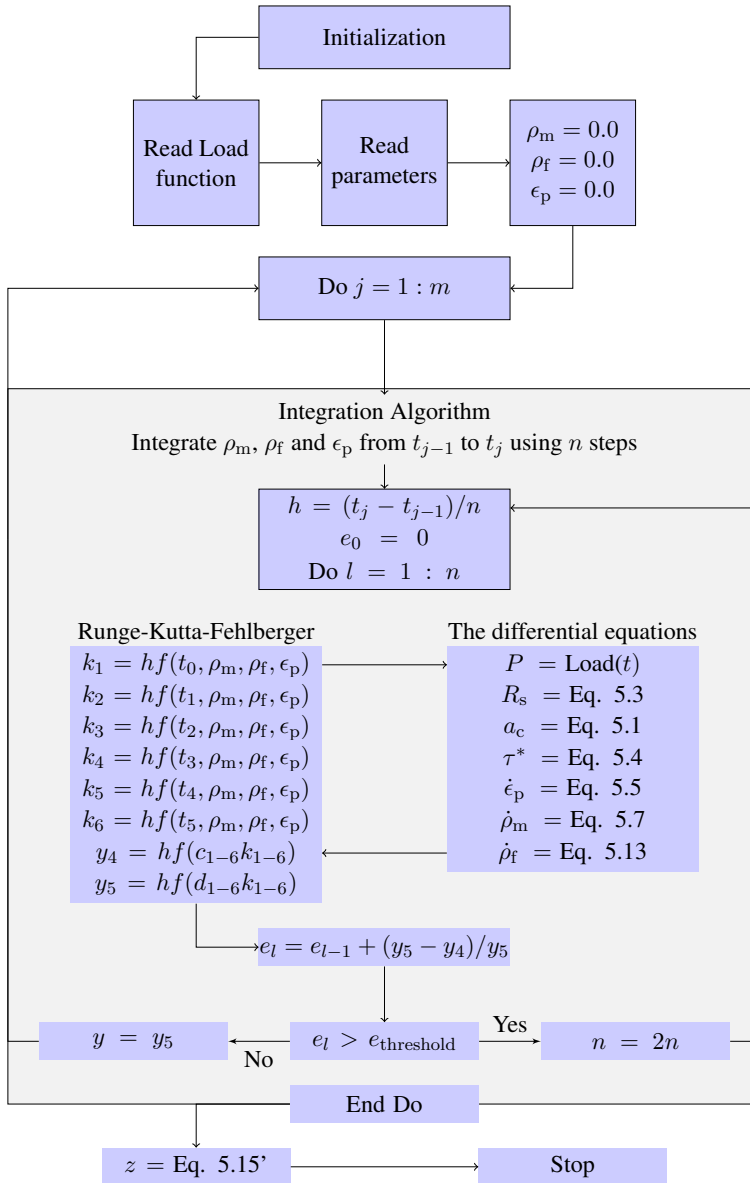 Initialization
Read Load
function
Read
parameters
ρm = 0.0
ρf = 0.0
ϵp = 0.0
Do j = 1 : m
Integration Algorithm
Integrate ρm, ρf and ϵp from tj−1 to tj using n steps
h = (tj − tj−1)/n
e0 = 0
Do l = 1 : n
Runge-Kutta-Fehlberger
k1 = hf(t0, ρm, ρf, ϵp)
k2 = hf(t1, ρm, ρf, ϵp)
k3 = hf(t2, ρm, ρf, ϵp)
k4 = hf(t3, ρm, ρf, ϵp)
k5 = hf(t4, ρm, ρf, ϵp)
k6 = hf(t5, ρm, ρf, ϵp)
y4 = hf(c1−6k1−6)
y5 = hf(d1−6k1−6)
The differential equations
P = Load(t)
Rs = Eq. 5.3
ac = Eq. 5.1
τ* = Eq. 5.4
ϵ̇p = Eq. 5.5
ρ̇m = Eq. 5.7
ρ̇f = Eq. 5.13
el = el−1 + (y5 − y4)/y5
y = y5
No
el > ethreshold
Yes
n = 2n
End Do
z = Eq. 5.15’
Stop